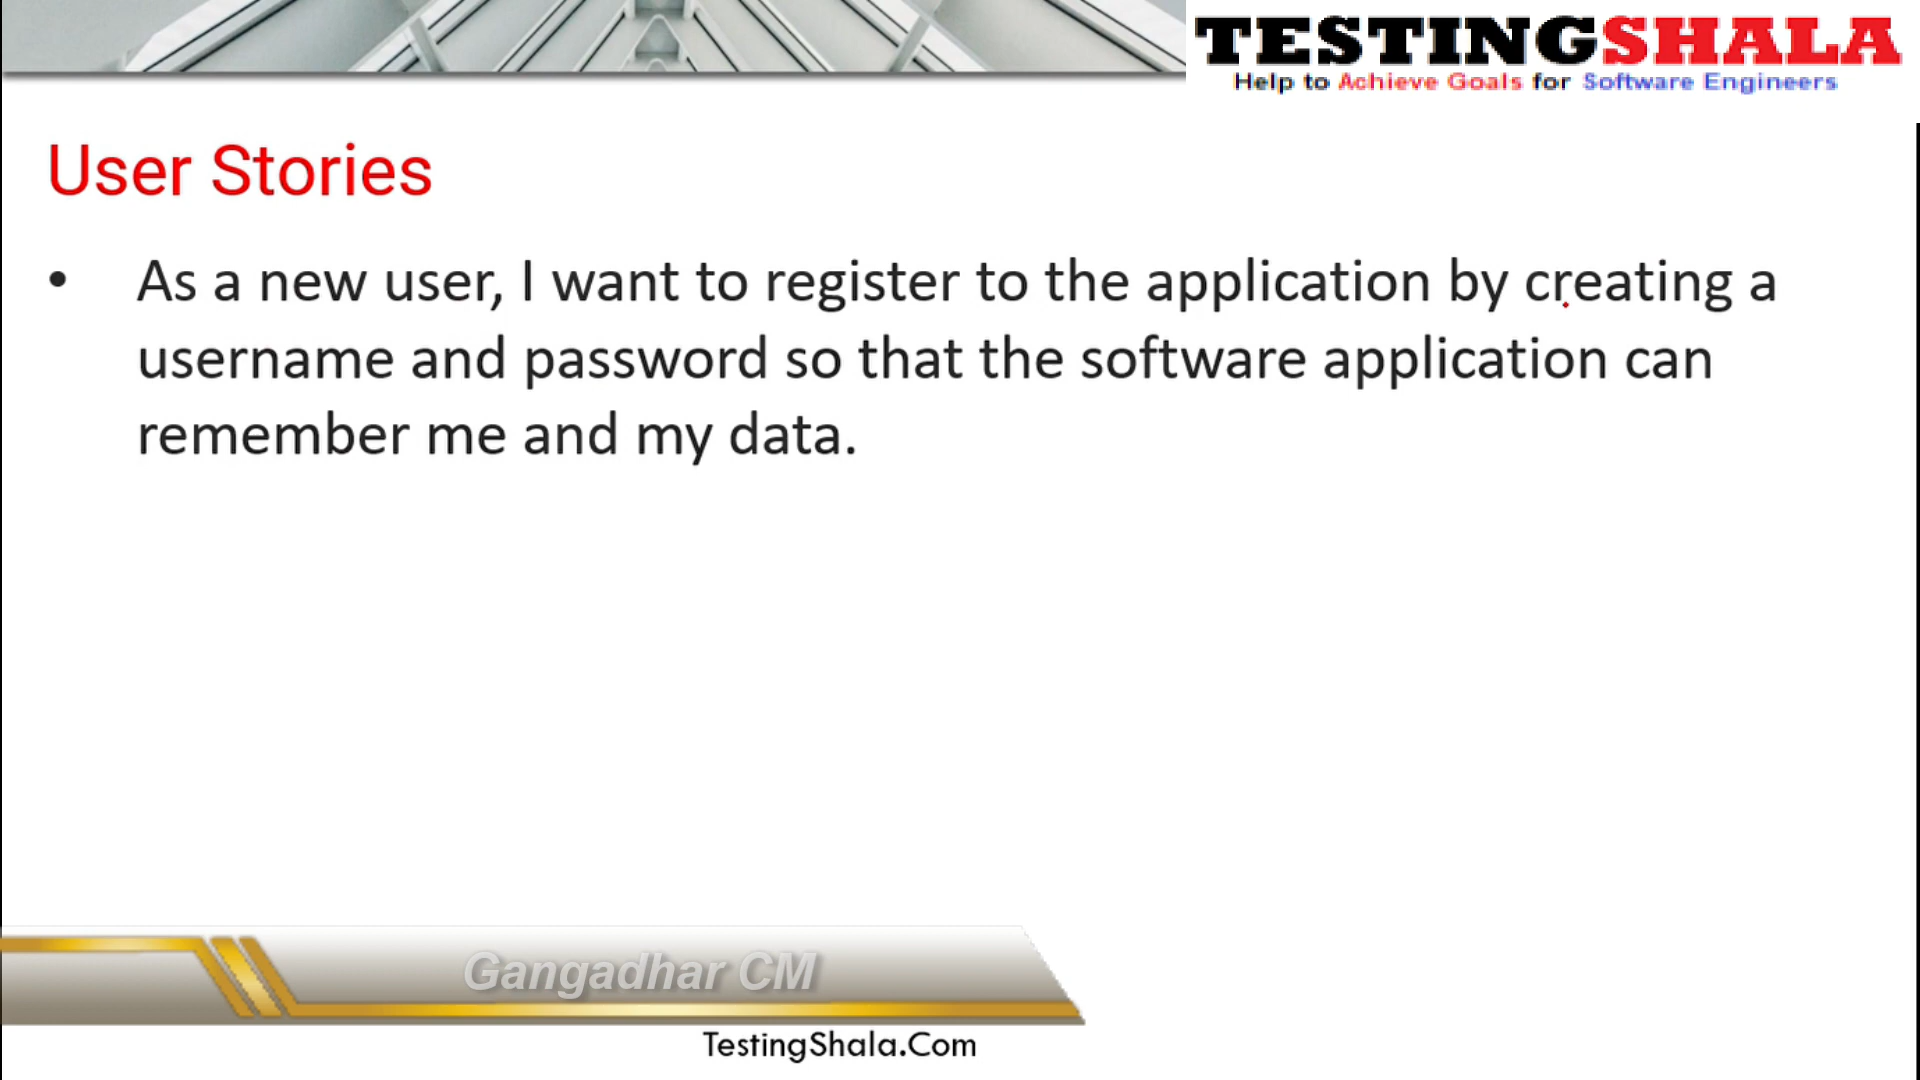 TESTINGSHALA
Help to Achieve Goals for Software Engineers
User Stories
• As a new user, I want to register to the application by creating a
username and password so that the software application can
remember me and my data.
Gangadhar CM
TestingShala.Com